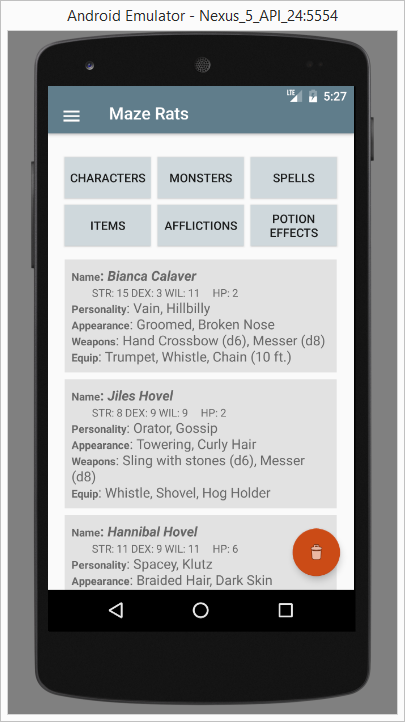 Android Emulator - Nexus_5_API_24:5554
LTE 5:27
Maze Rats
CHARACTERS MONSTERS SPELLS
ITEMS AFFLICTIONS POTION
EFFECTS
Name: Bianca Calaver
STR: 15 DEX: 3 WIL: 11 HP: 2
Personality: Vain, Hillbilly
Appearance: Groomed, Broken Nose
Weapons: Hand Crossbow (d6), Messer (d8)
Equip: Trumpet, Whistle, Chain (10 ft.)
Name: Jiles Hovel
STR: 8 DEX: 9 WIL: 9 HP: 2
Personality: Orator, Gossip
Appearance: Towering, Curly Hair
Weapons: Sling with stones (d6), Messer
(d8)
Equip: Whistle, Shovel, Hog Holder
Name: Hannibal Hovel
STR: 11 DEX: 9 WIL: 11 HP: 6
Personality: Spacey, Klutz
Appearance: Braided Hair, Dark Skin